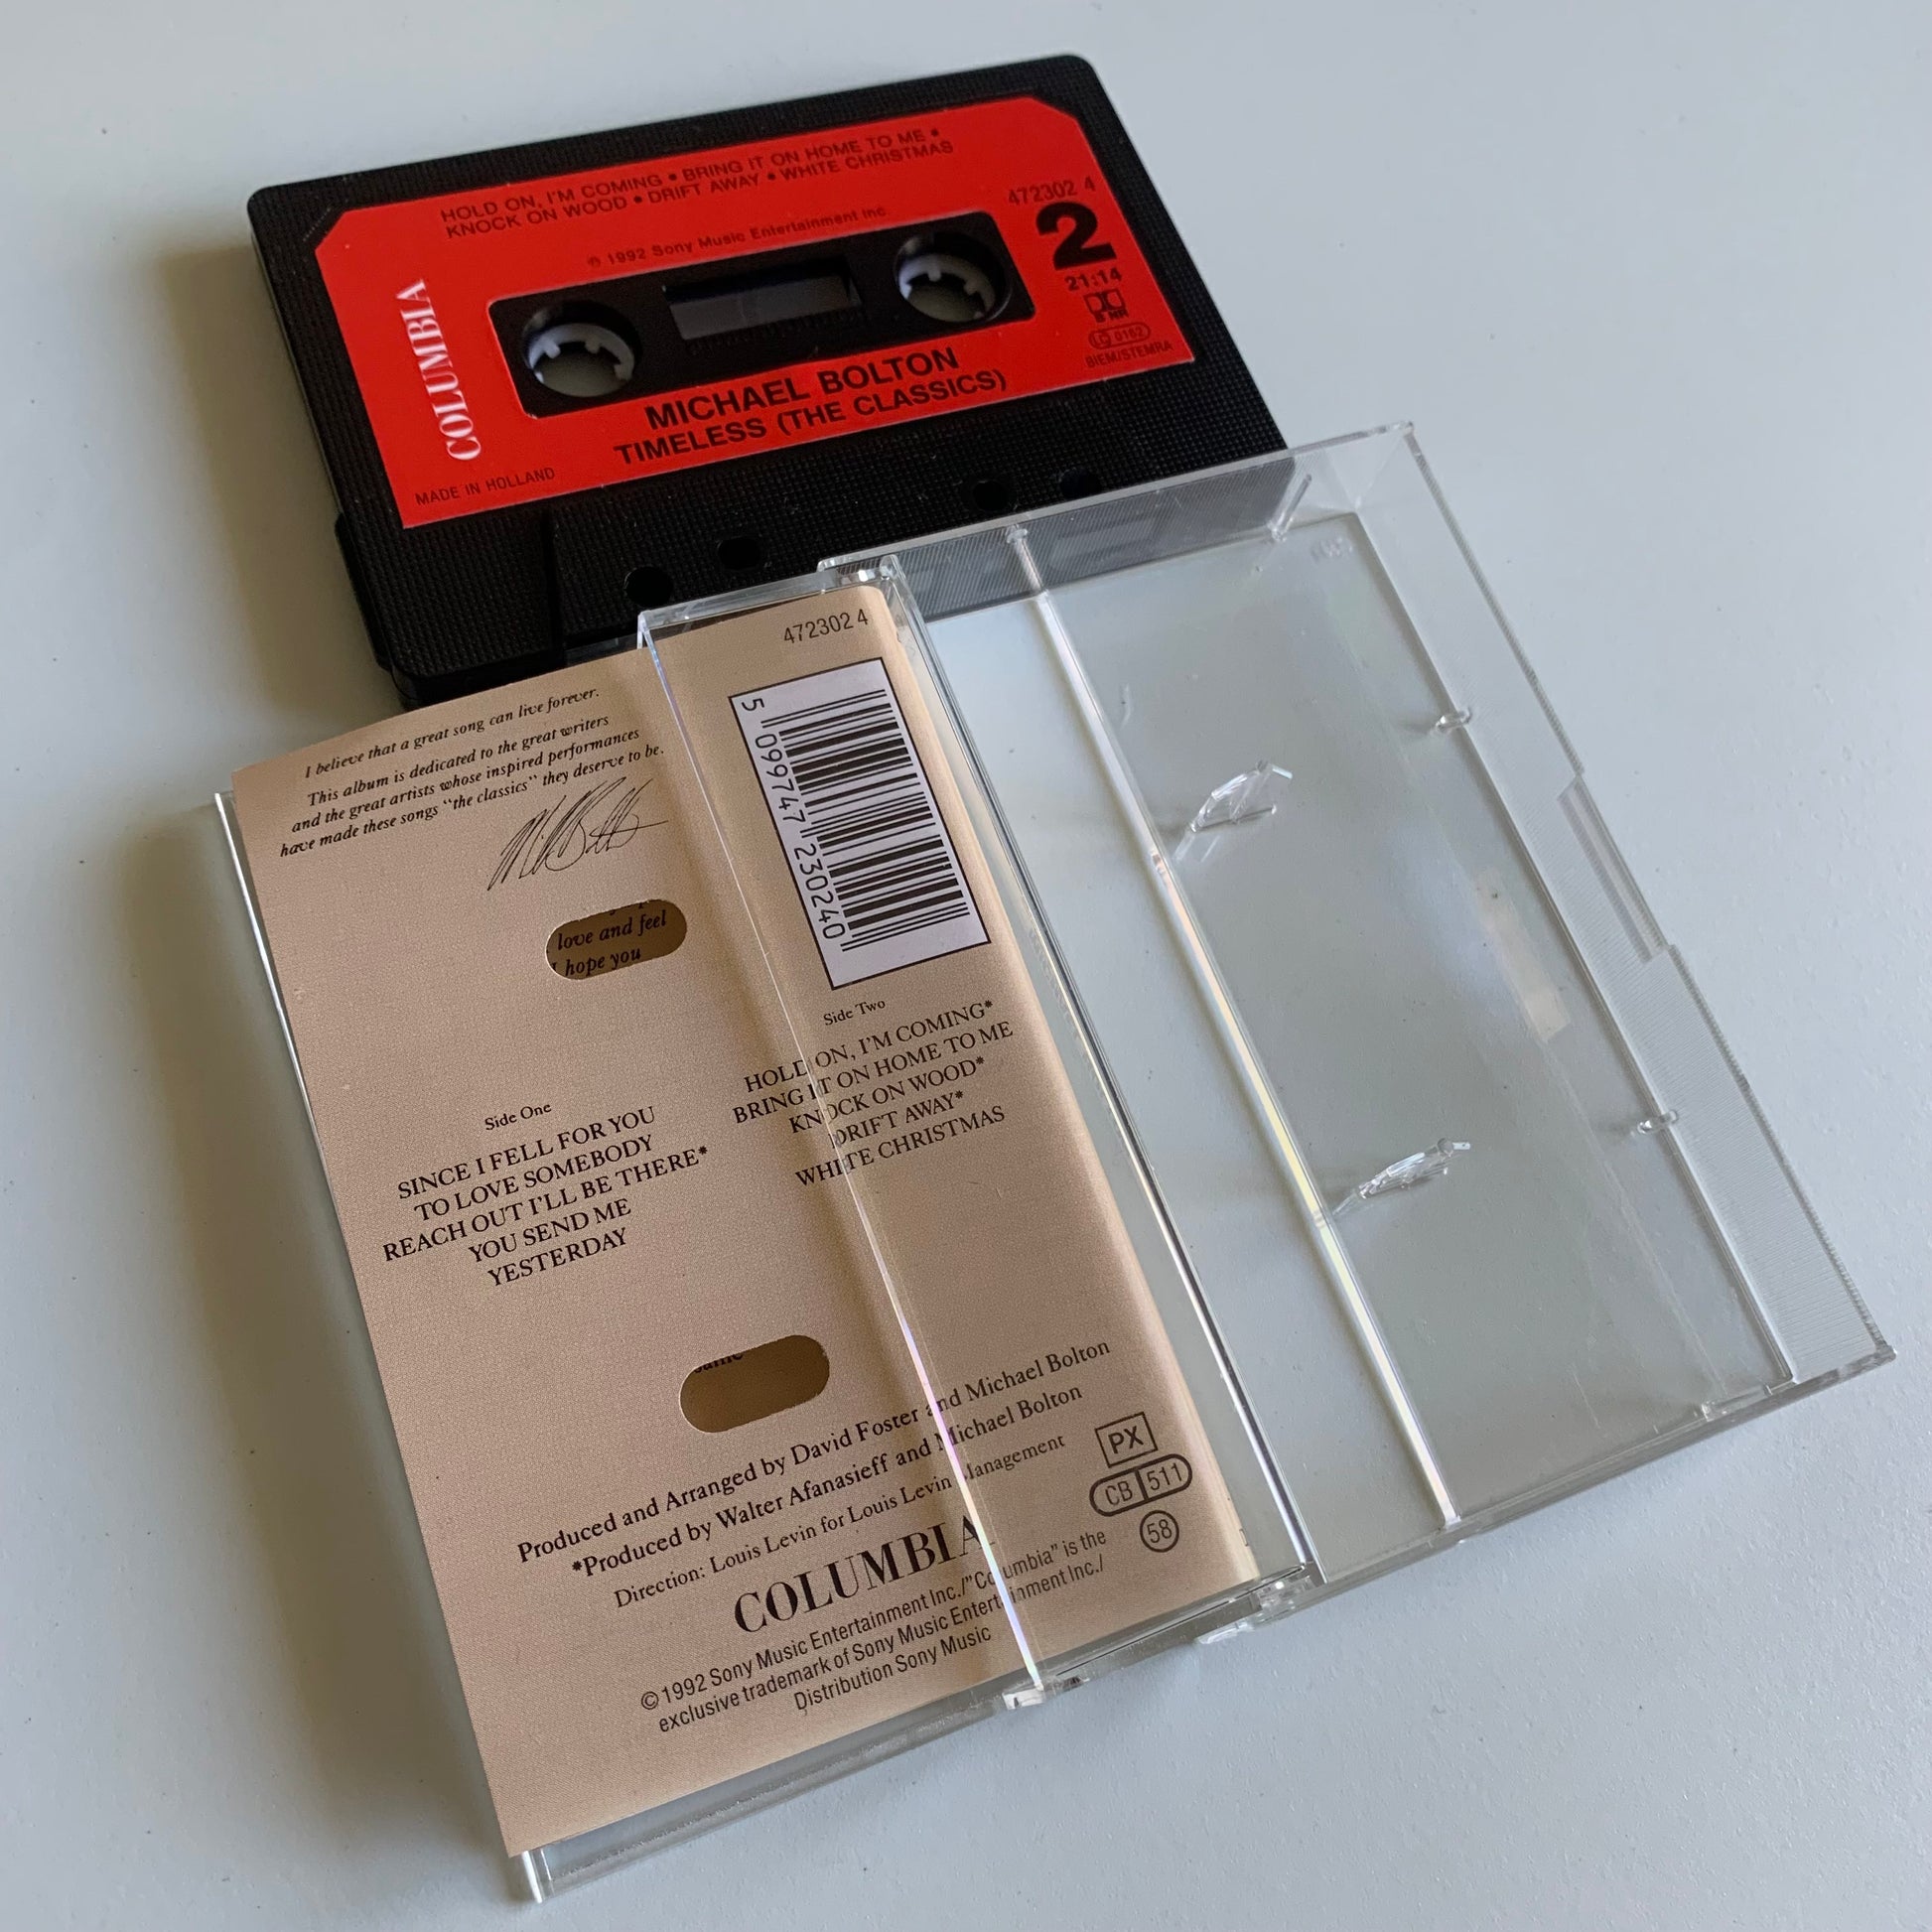 HOLD ON, I'M COMING • BRING IT ON HOME TO ME •
KNOCK ON WOOD • DRIFT AWAY • WHITE CHRISTMAS
℗ 1992 Sony Music Entertainment Inc.
472302 4
2
21:14
B NR
LC 0162
BIEM/STEMRA
COLUMBIA
MICHAEL BOLTON
TIMELESS (THE CLASSICS)
MADE IN HOLLAND
472302 4
5 099747 230240
I believe that a great song can live forever.
This album is dedicated to the great writers
and the great artists whose inspired performances
have made these songs “the classics” they deserve to be.
love and feel
I hope you
Side One
SINCE I FELL FOR YOU
TO LOVE SOMEBODY
REACH OUT I'LL BE THERE*
YOU SEND ME
YESTERDAY
Side Two
HOLD ON, I'M COMING*
BRING IT ON HOME TO ME
KNOCK ON WOOD*
DRIFT AWAY*
WHITE CHRISTMAS
Produced and Arranged by David Foster and Michael Bolton
*Produced by Walter Afanasieff and Michael Bolton
Direction: Louis Levin for Louis Levin Management
COLUMBIA
PX
CB 511
58
©1992 Sony Music Entertainment Inc./"Columbia" is the
exclusive trademark of Sony Music Entertainment Inc./
Distribution Sony Music